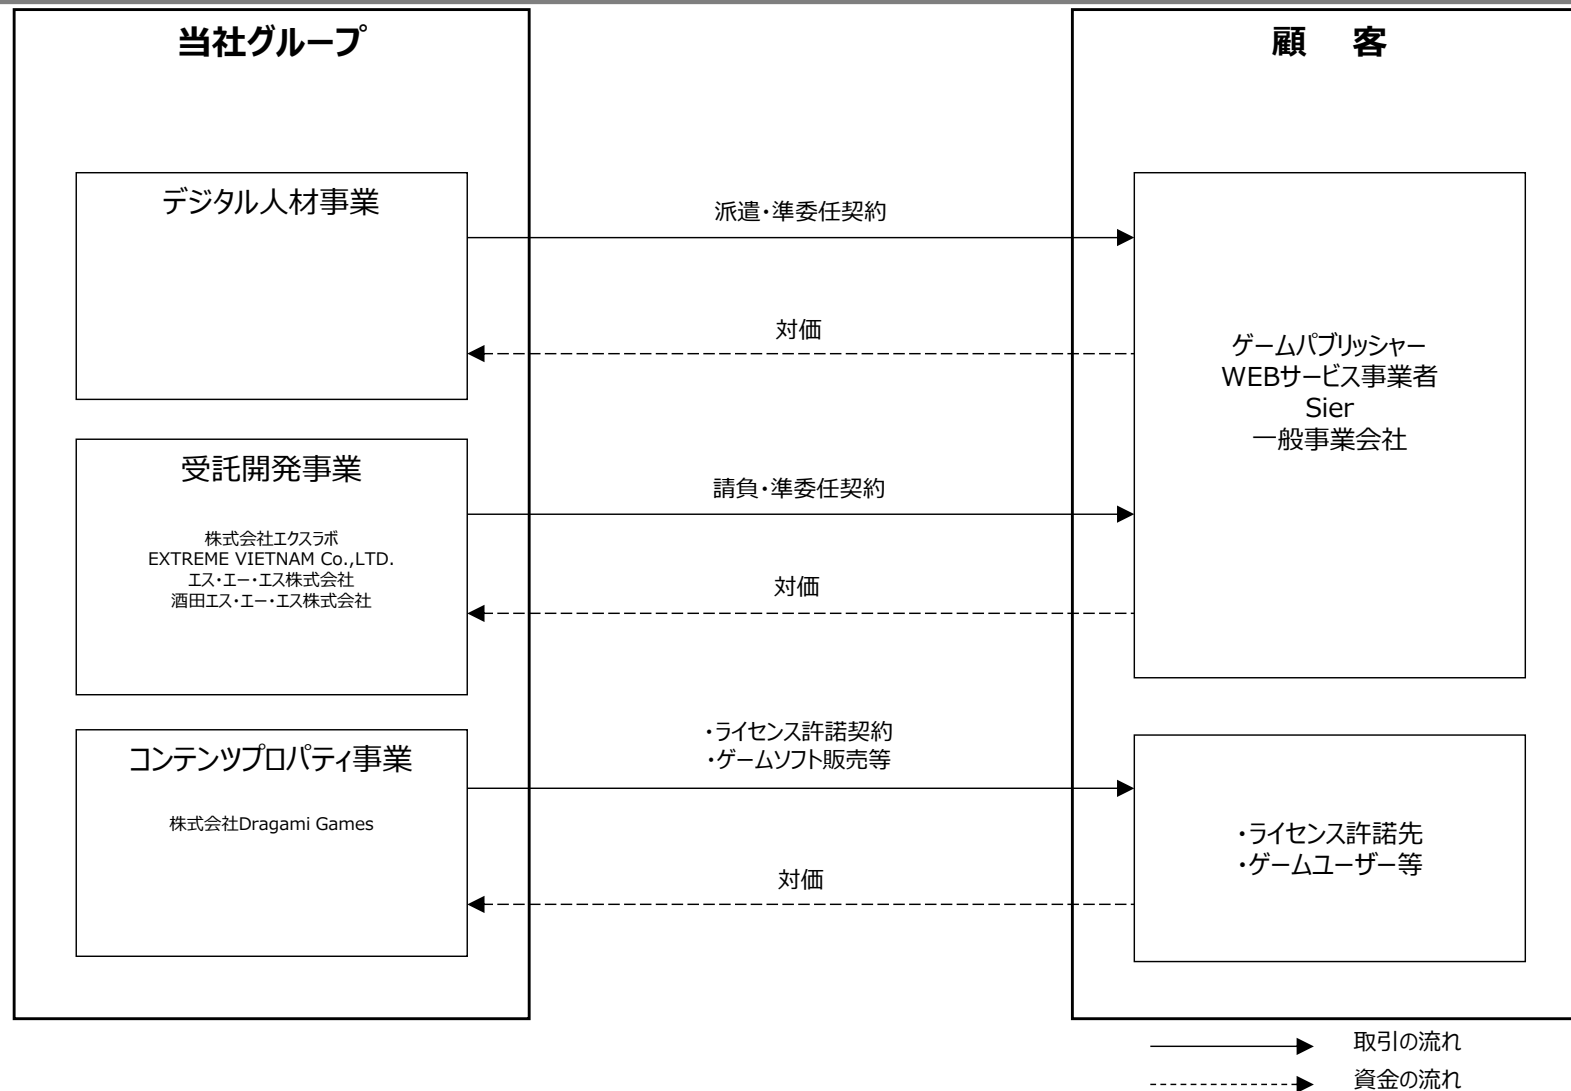 当社グループ
顧　客
デジタル人材事業
派遣・準委任契約
対価
ゲームパブリッシャー
WEBサービス事業者
Sier
一般事業会社
受託開発事業
株式会社エクスラボ
EXTREME VIETNAM Co.,LTD.
エス・エー・エス株式会社
酒田エス・エー・エス株式会社
請負・準委任契約
対価
コンテンツプロパティ事業
株式会社Dragami Games
・ライセンス許諾契約
・ゲームソフト販売等
対価
・ライセンス許諾先
・ゲームユーザー等
取引の流れ
資金の流れ